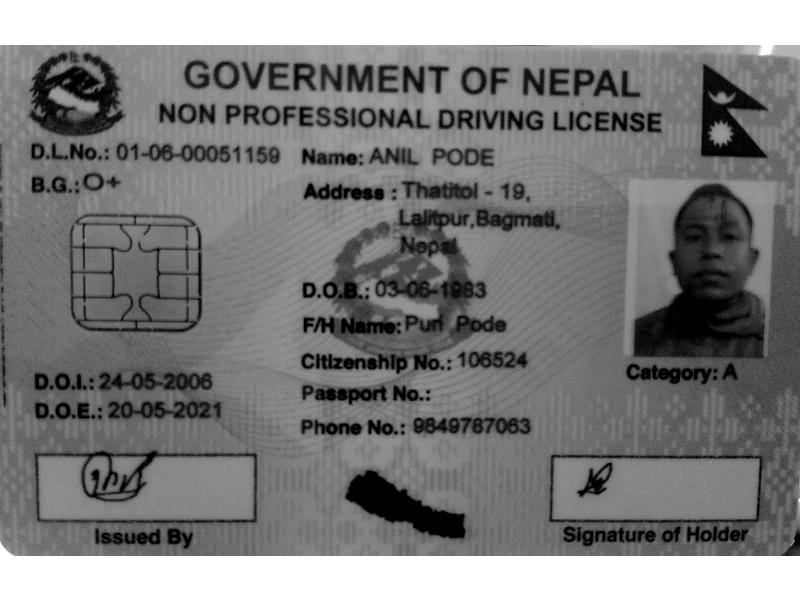 GOVERNMENT OF NEPAL
NON PROFESSIONAL DRIVING LICENSE
D.L.No.: 01-06-00051159
Name: ANIL PODE
B.G.: O+
Address : Thatitol - 19,
Lalitpur,Bagmati,
Nepal
D.O.B.: 03-06-1983
F/H Name: Puri Pode
Citizenship No.: 106524
Category: A
D.O.I.: 24-05-2006
Passport No.:
D.O.E.: 20-05-2021
Phone No.: 9849787063
Issued By
Signature of Holder